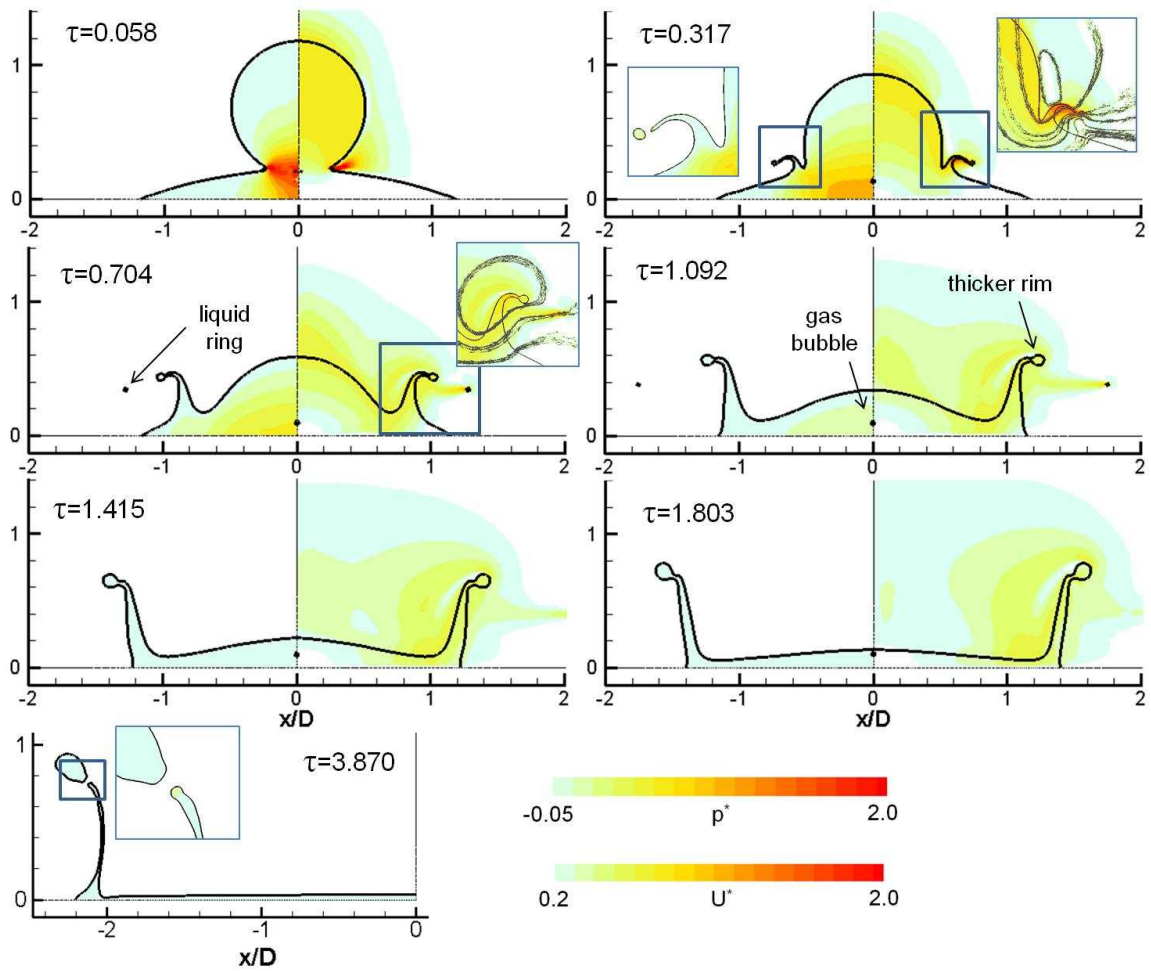 τ=0.058
1
0
-2 -1 0 1 2
τ=0.317
1
0
-2 -1 0 1 2
τ=0.704
liquid
ring
1
0
-2 -1 0 1 2
τ=1.092
gas
bubble
thicker rim
1
0
-2 -1 0 1 2
τ=1.415
1
0
-2 -1 0 1 2
x/D
τ=1.803
1
0
-2 -1 0 1 2
x/D
τ=3.870
1
0
-2 -1 0
x/D
-0.05 p* 2.0
0.2 U* 2.0